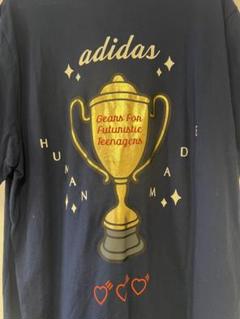 adidas
Gears For
Futuristic
Teenagers
HUMAN
MADE